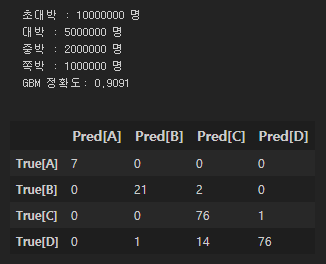 초대박 : 10000000 명
대박 : 5000000 명
중박 : 2000000 명
쪽박 : 1000000 명
GBM 정확도: 0.9091
Pred[A] Pred[B] Pred[C] Pred[D]
True[A] 7 0 0 0
True[B] 0 21 2 0
True[C] 0 0 76 1
True[D] 0 1 14 76